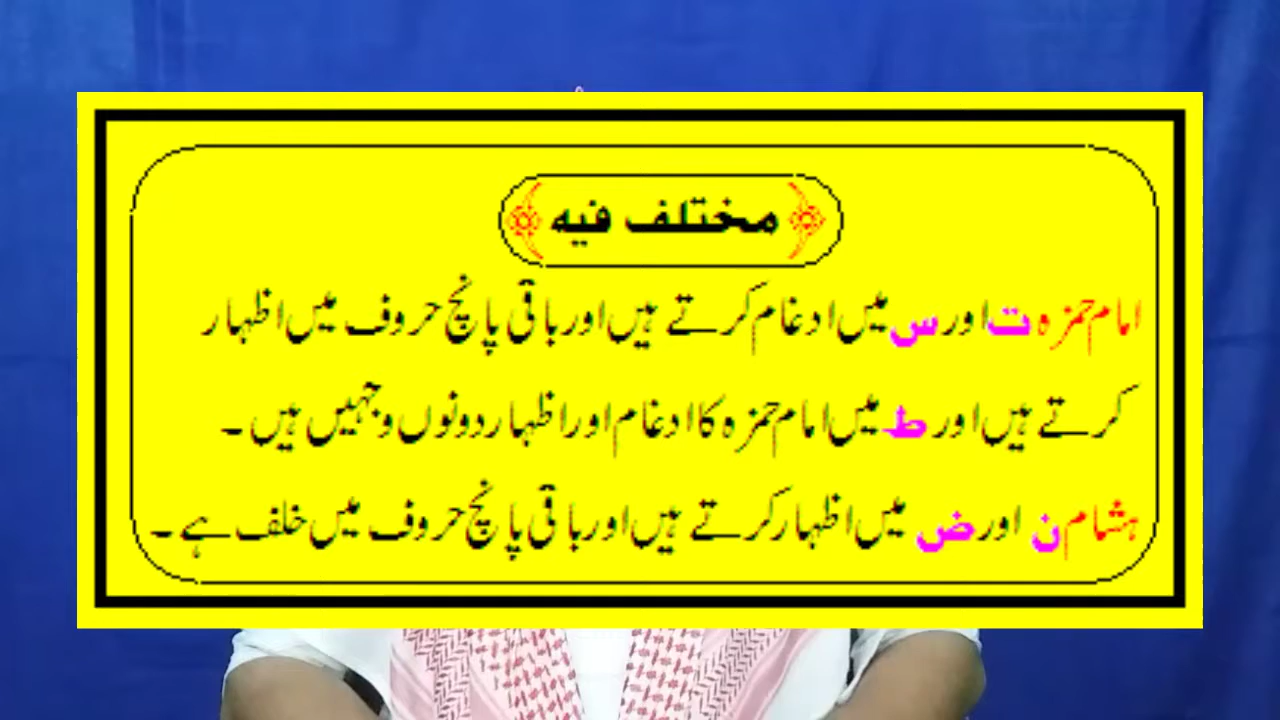 مختلف فیه
امام حمزہ ت اور س میں ادغام کرتے ہیں اور باقی پانچ حروف میں اظہار
کرتے ہیں اور ط میں امام حمزہ کا ادغام اور اظہار دونوں وجہیں ہیں ۔
ہشام ن اور ض میں اظہار کرتے ہیں اور باقی پانچ حروف میں خلف ہے ۔